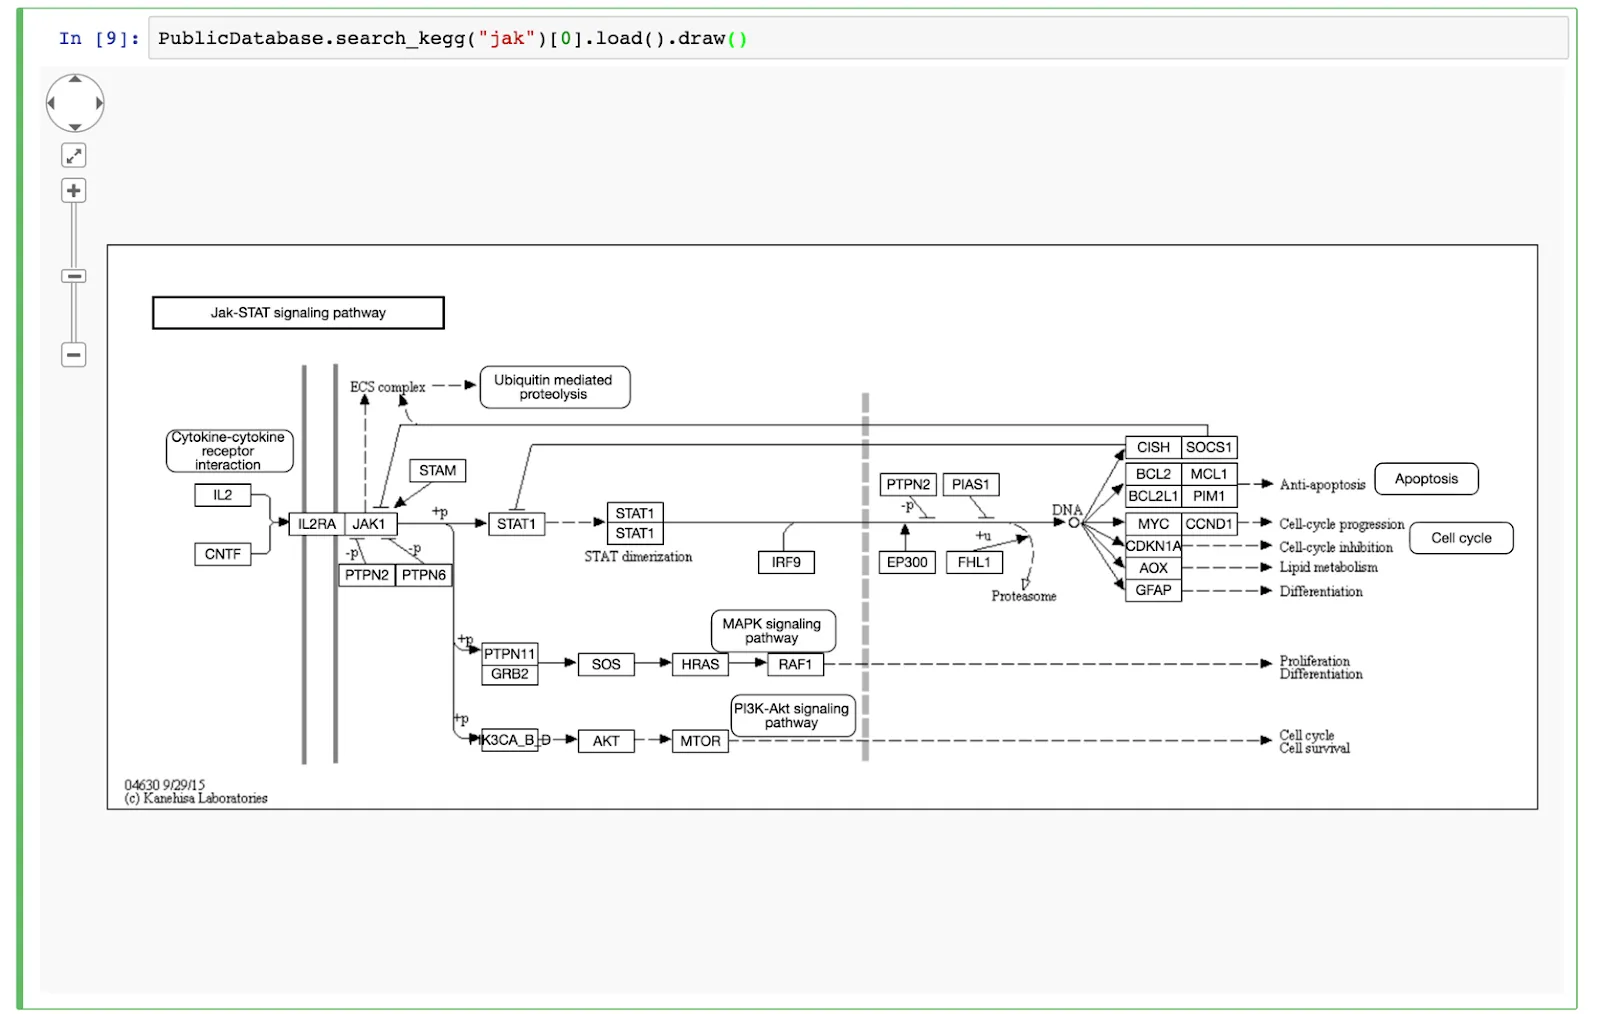 In [9]: PublicDatabase.search_kegg("jak")[0].load().draw()
Jak-STAT signaling pathway
ECS complex
Ubiquitin mediated
proteolysis
Cytokine-cytokine
receptor
interaction
STAM
IL2
CNTF
IL2RA
JAK1
+p
-p
-p
PTPN2
PTPN6
STAT1
STAT1
STAT1
STAT dimerization
IRF9
PTPN2
PIAS1
-p
+u
EP300
FHL1
Proteasome
DNA
CISH
SOCS1
BCL2
MCL1
BCL2L1
PIM1
MYC
CCND1
CDKN1A
AOX
GFAP
Anti-apoptosis
Apoptosis
Cell-cycle progression
Cell-cycle inhibition
Cell cycle
Lipid metabolism
Differentiation
MAPK signaling
pathway
+p
PTPN11
GRB2
SOS
HRAS
RAF1
Proliferation
Differentiation
PI3K-Akt signaling
pathway
+p
AKT
MTOR
Cell cycle
Cell survival
04630 9/29/15
(c) Kanehisa Laboratories